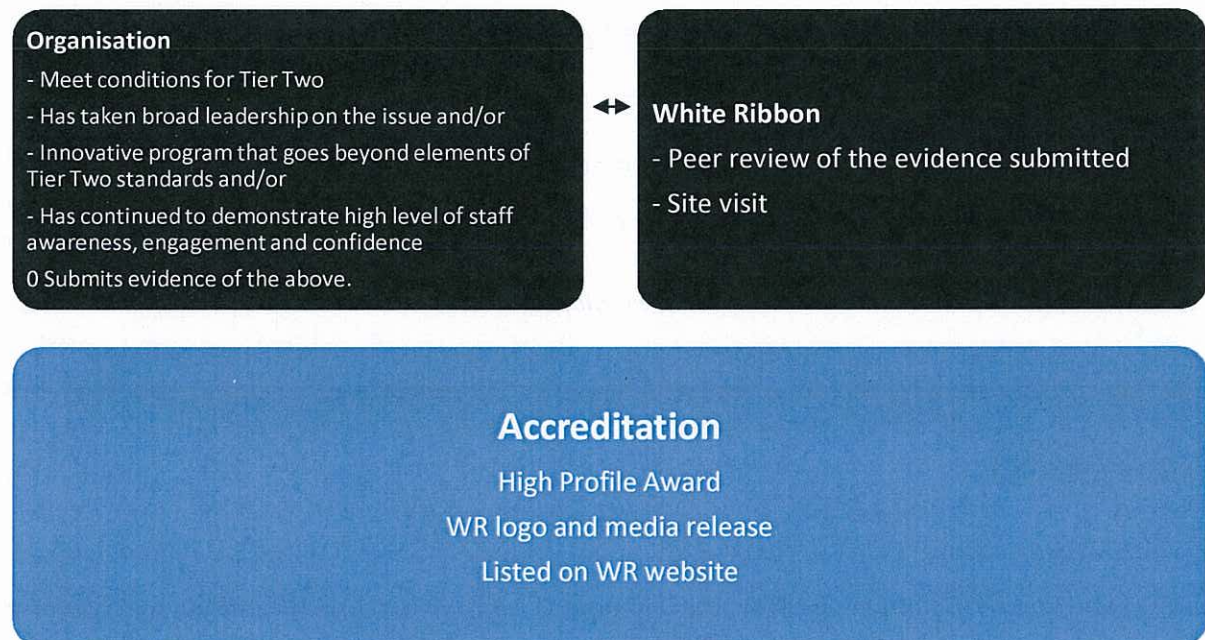 Organisation
- Meet conditions for Tier Two
- Has taken broad leadership on the issue and/or
- Innovative program that goes beyond elements of
Tier Two standards and/or
- Has continued to demonstrate high level of staff
awareness, engagement and confidence
0 Submits evidence of the above.
White Ribbon
- Peer review of the evidence submitted
- Site visit
Accreditation
High Profile Award
WR logo and media release
Listed on WR website